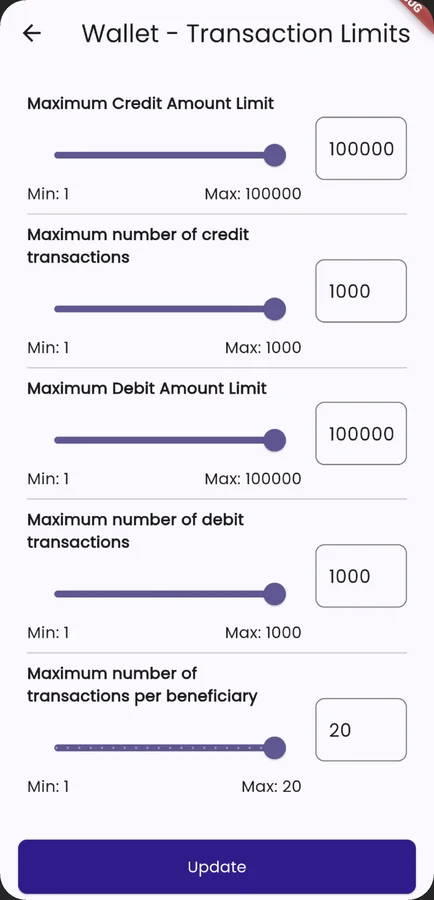 Wallet - Transaction Limits
Maximum Credit Amount Limit
100000
Min: 1 Max: 100000
Maximum number of credit
transactions
1000
Min: 1 Max: 1000
Maximum Debit Amount Limit
100000
Min: 1 Max: 100000
Maximum number of debit
transactions
1000
Min: 1 Max: 1000
Maximum number of
transactions per beneficiary
20
Min: 1 Max: 20
Update